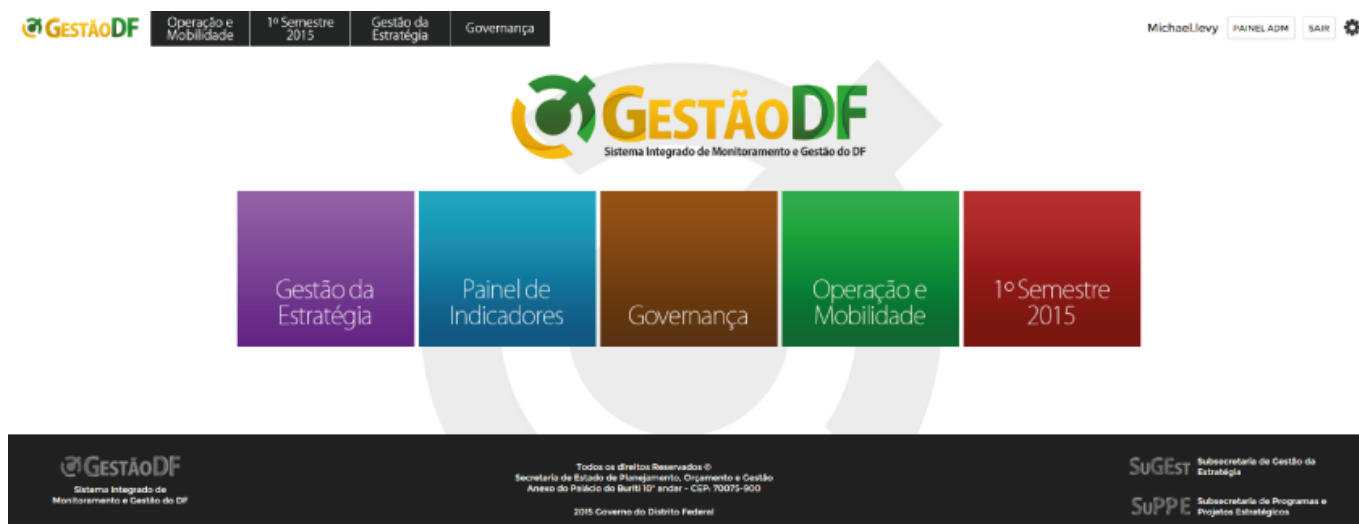 GESTÃODF
Operação e
Mobilidade
1º Semestre
2015
Gestão da
Estratégia
Governança
Michael.levy
PAINEL ADM
SAIR
GESTÃODF
Sistema Integrado de Monitoramento e Gestão do DF
Gestão da
Estratégia
Painel de
Indicadores
Governança
Operação e
Mobilidade
1º Semestre
2015
GESTÃODF
Sistema Integrado de
Monitoramento e Gestão do DF
Todos os direitos Reservados ©
Secretaria de Estado de Planejamento, Orçamento e Gestão
Anexo do Palácio do Buriti 10º andar - CEP: 70075-900
2015 Governo do Distrito Federal
SUGEST
Subsecretaria de Gestão da
Estratégia
SUPPE
Subsecretaria de Programas e
Projetos Estratégicos